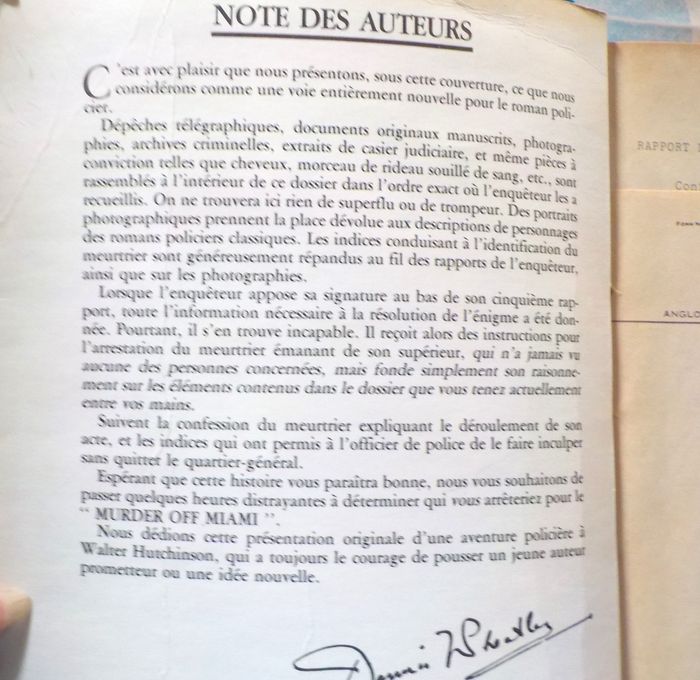 NOTE DES AUTEURS
C'est avec plaisir que nous présentons, sous cette couverture, ce que nous
considérons comme une voie entièrement nouvelle pour le roman poli-
cier.
Dépêches télégraphiques, documents originaux manuscrits, photogra-
phies, archives criminelles, extraits de casier judiciaire, et même pièces à
conviction telles que cheveux, morceau de rideau souillé de sang, etc., sont
rassemblés à l'intérieur de ce dossier dans l'ordre exact où l'enquêteur les a
recueillis. On ne trouvera ici rien de superflu ou de trompeur. Des portraits
photographiques prennent la place dévolue aux descriptions de personnages
des romans policiers classiques. Les indices conduisant à l'identification du
meurtrier sont généreusement répandus au fil des rapports de l'enquêteur,
ainsi que sur les photographies.
Lorsque l'enquêteur appose sa signature au bas de son cinquième rap-
port, toute l'information nécessaire à la résolution de l'énigme a été don-
née. Pourtant, il s'en trouve incapable. Il reçoit alors des instructions pour
l'arrestation du meurtrier émanant de son supérieur, qui n'a jamais vu
aucune des personnes concernées, mais fonde simplement son raisonne-
ment sur les éléments contenus dans le dossier que vous tenez actuellement
entre vos mains.
Suivent la confession du meurtrier expliquant le déroulement de son
acte, et les indices qui ont permis à l'officier de police de le faire inculper
sans quitter le quartier-général.
Espérant que cette histoire vous paraîtra bonne, nous vous souhaitons de
passer quelques heures distrayantes à déterminer qui vous arrêteriez pour le
“ MURDER OFF MIAMI ”.
Nous dédions cette présentation originale d'une aventure policière à
Walter Hutchinson, qui a toujours le courage de pousser un jeune auteur
prometteur ou une idée nouvelle.
Dennis Wheatley
RAPPORT
ANGLO